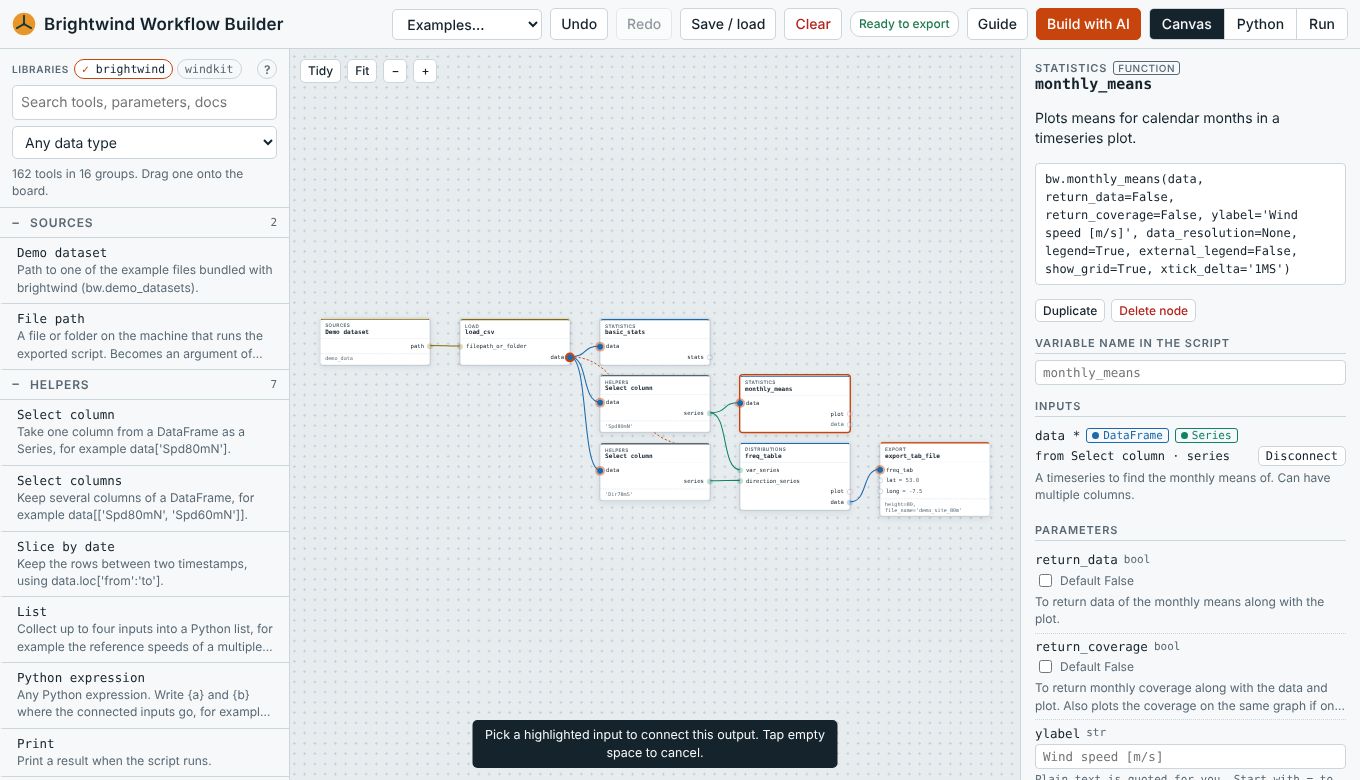 Brightwind Workflow Builder
Examples...
Undo
Redo
Save / load
Clear
Ready to export
Guide
Build with AI
Canvas
Python
Run
LIBRARIES
✓ brightwind
windkit
?
Search tools, parameters, docs
Any data type
162 tools in 16 groups. Drag one onto the
board.
− SOURCES 2
Demo dataset
Path to one of the example files bundled with
brightwind (bw.demo_datasets).
File path
A file or folder on the machine that runs the
exported script. Becomes an argument of...
− HELPERS 7
Select column
Take one column from a DataFrame as a
Series, for example data['Spd80mN'].
Select columns
Keep several columns of a DataFrame, for
example data[['Spd80mN', 'Spd60mN']].
Slice by date
Keep the rows between two timestamps,
using data.loc['from':'to'].
List
Collect up to four inputs into a Python list, for
example the reference speeds of a multiple...
Python expression
Any Python expression. Write {a} and {b}
where the connected inputs go, for exampl...
Print
Print a result when the script runs.
Tidy
Fit
−
+
SOURCES
Demo dataset
path
demo_data
LOAD
load_csv
filepath_or_folder
data
STATISTICS
basic_stats
data
stats
HELPERS
Select column
data
series
'Spd80mN'
STATISTICS
monthly_means
data
plot
data
HELPERS
Select column
data
series
'Dir78mS'
DISTRIBUTIONS
freq_table
var_series
direction_series
plot
data
EXPORT
export_tab_file
freq_tab
lat = 53.0
long = -7.5
height=80,
file_name='demo_site_80m'
Pick a highlighted input to connect this output. Tap empty
space to cancel.
STATISTICS FUNCTION
monthly_means
Plots means for calendar months in a
timeseries plot.
bw.monthly_means(data,
return_data=False,
return_coverage=False, ylabel='Wind
speed [m/s]', data_resolution=None,
legend=True, external_legend=False,
show_grid=True, xtick_delta='1MS')
Duplicate
Delete node
VARIABLE NAME IN THE SCRIPT
monthly_means
INPUTS
data * DataFrame Series
from Select column · series Disconnect
A timeseries to find the monthly means of. Can have
multiple columns.
PARAMETERS
return_data bool
Default False
To return data of the monthly means along with the
plot.
return_coverage bool
Default False
To return monthly coverage along with the data and
plot. Also plots the coverage on the same graph if on...
ylabel str
Wind speed [m/s]
Plain text is quoted for you. Start with = to